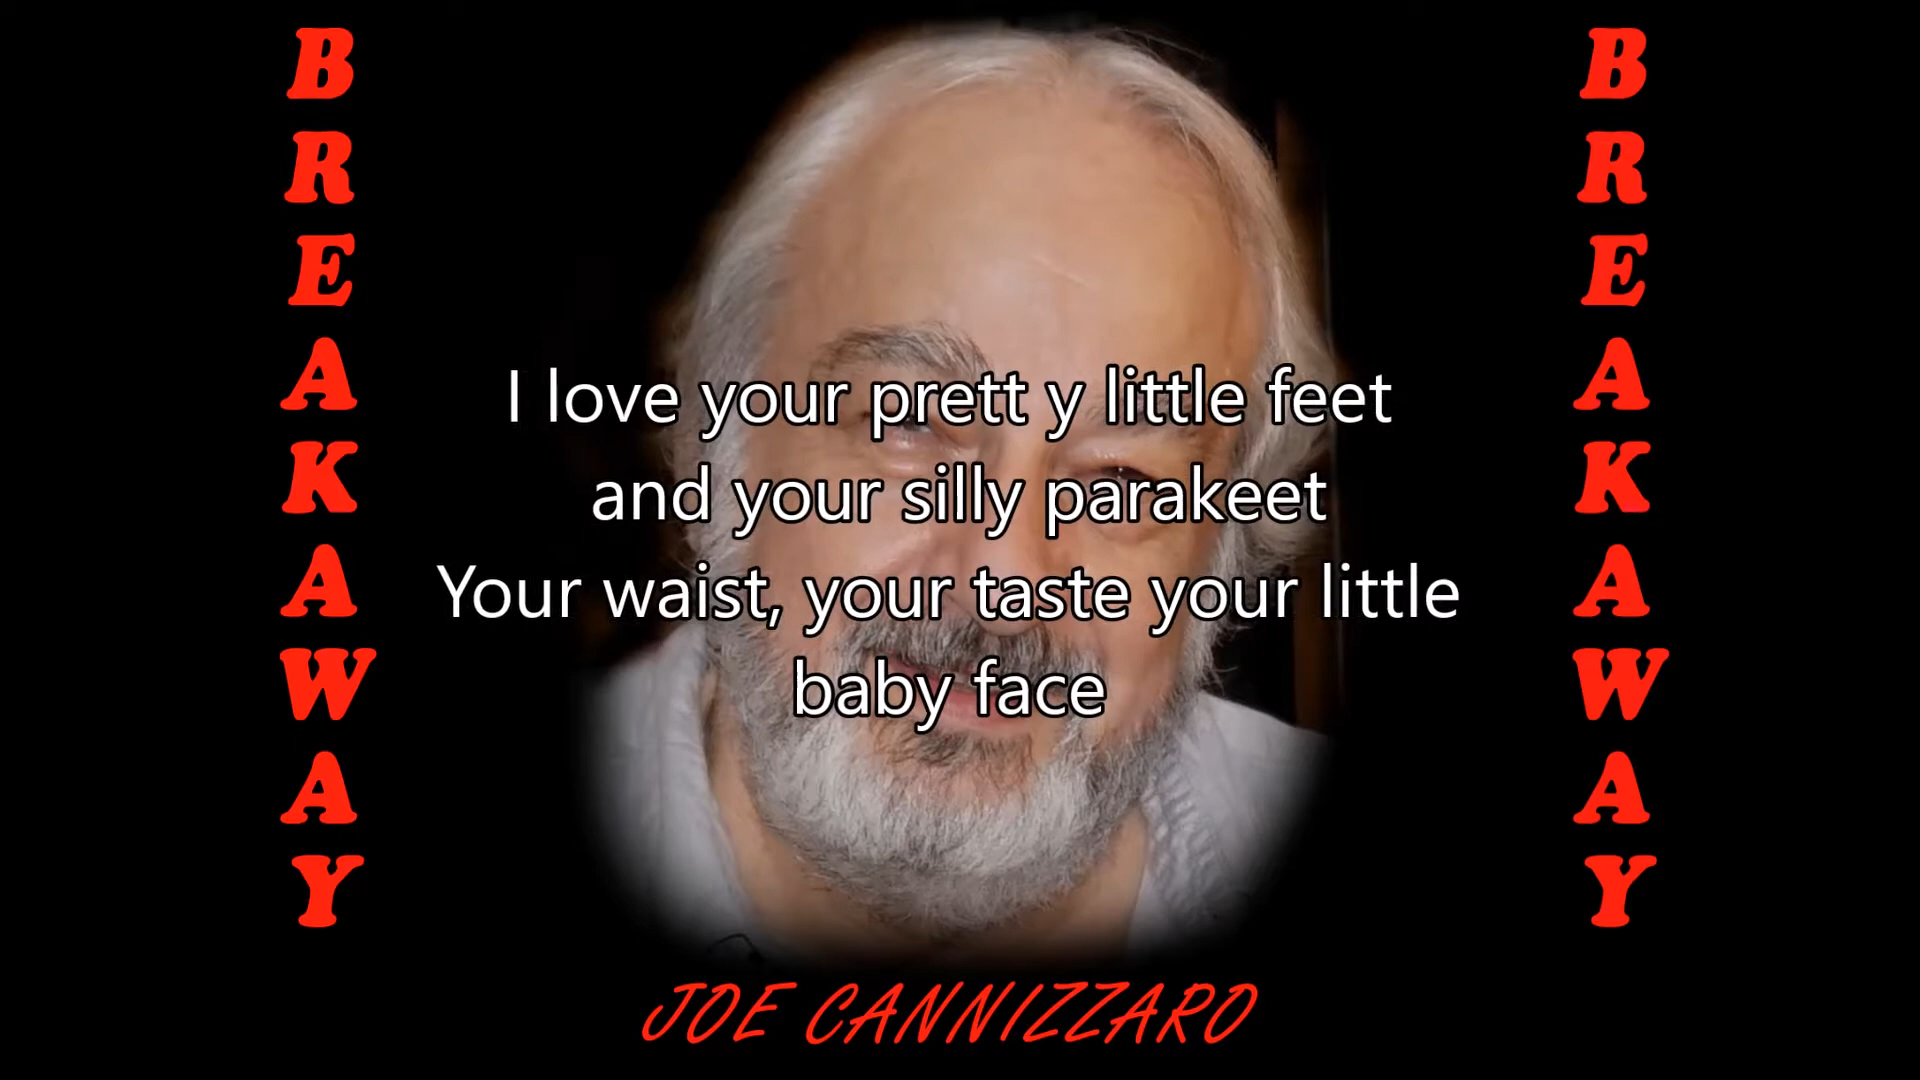 BREAKAWAY
I love your prett y little feet
and your silly parakeet
Your waist, your taste your little
baby face
BREAKAWAY
JOE CANNIZZARO